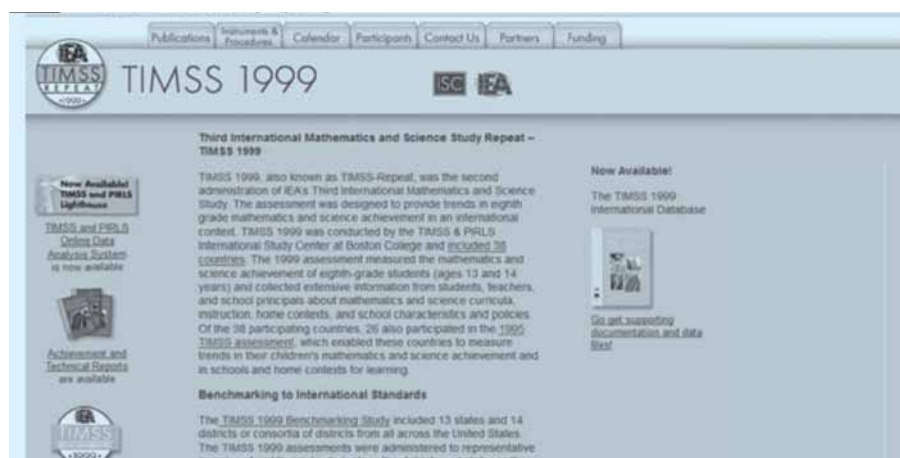 Publications
Instruments & Procedures
Calendar
Participants
Contact Us
Partners
Funding
IEA
TIMSS
REPEAT
•1999•
TIMSS 1999
ISC IEA
Third International Mathematics and Science Study Repeat –
TIMSS 1999
TIMSS 1999, also known as TIMSS-Repeat, was the second
administration of IEA's Third International Mathematics and Science
Study. The assessment was designed to provide trends in eighth
grade mathematics and science achievement in an international
context. TIMSS 1999 was conducted by the TIMSS & PIRLS
International Study Center at Boston College and included 38
countries. The 1999 assessment measured the mathematics and
science achievement of eighth-grade students (ages 13 and 14
years) and collected extensive information from students, teachers,
and school principals about mathematics and science curricula,
instruction, home contexts, and school characteristics and policies.
Of the 38 participating countries, 26 also participated in the 1995
TIMSS assessment, which enabled these countries to measure
trends in their children's mathematics and science achievement and
in schools and home contexts for learning.
Benchmarking to International Standards
The TIMSS 1999 Benchmarking Study included 13 states and 14
districts or consortia of districts from all across the United States.
The TIMSS 1999 assessments were administered to representative
Now Available!
TIMSS and PIRLS
Lighthouse
TIMSS and PIRLS
Online Data
Analysis System
is now available
Achievement and
Technical Reports
are available
IEA
TIMSS
•1999•
Now Available!
The TIMSS 1999
International Database
Go get supporting
documentation and data
files!